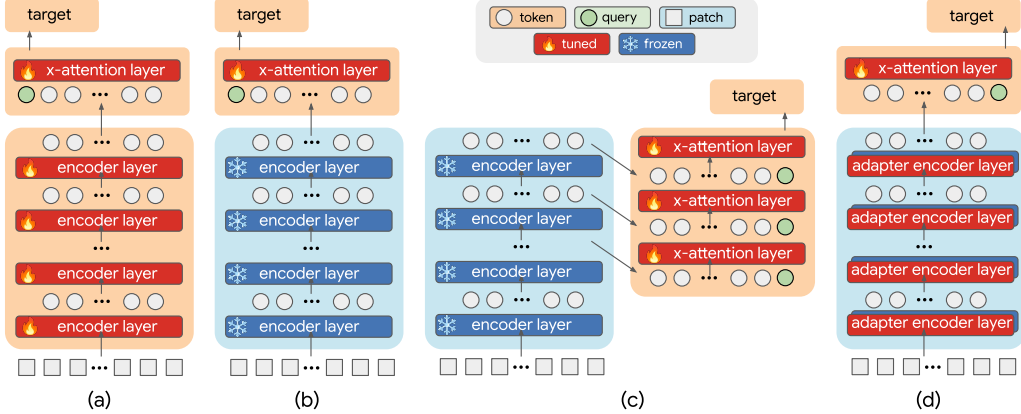 target
x-attention layer
...
...
encoder layer
...
encoder layer
...
encoder layer
...
encoder layer
...
(a)
target
x-attention layer
...
...
encoder layer
...
encoder layer
...
encoder layer
...
encoder layer
...
(b)
token
query
patch
tuned
frozen
...
encoder layer
...
encoder layer
...
encoder layer
...
encoder layer
...
target
x-attention layer
...
x-attention layer
...
x-attention layer
...
(c)
target
x-attention layer
...
...
adapter encoder layer
...
adapter encoder layer
...
adapter encoder layer
...
adapter encoder layer
...
(d)